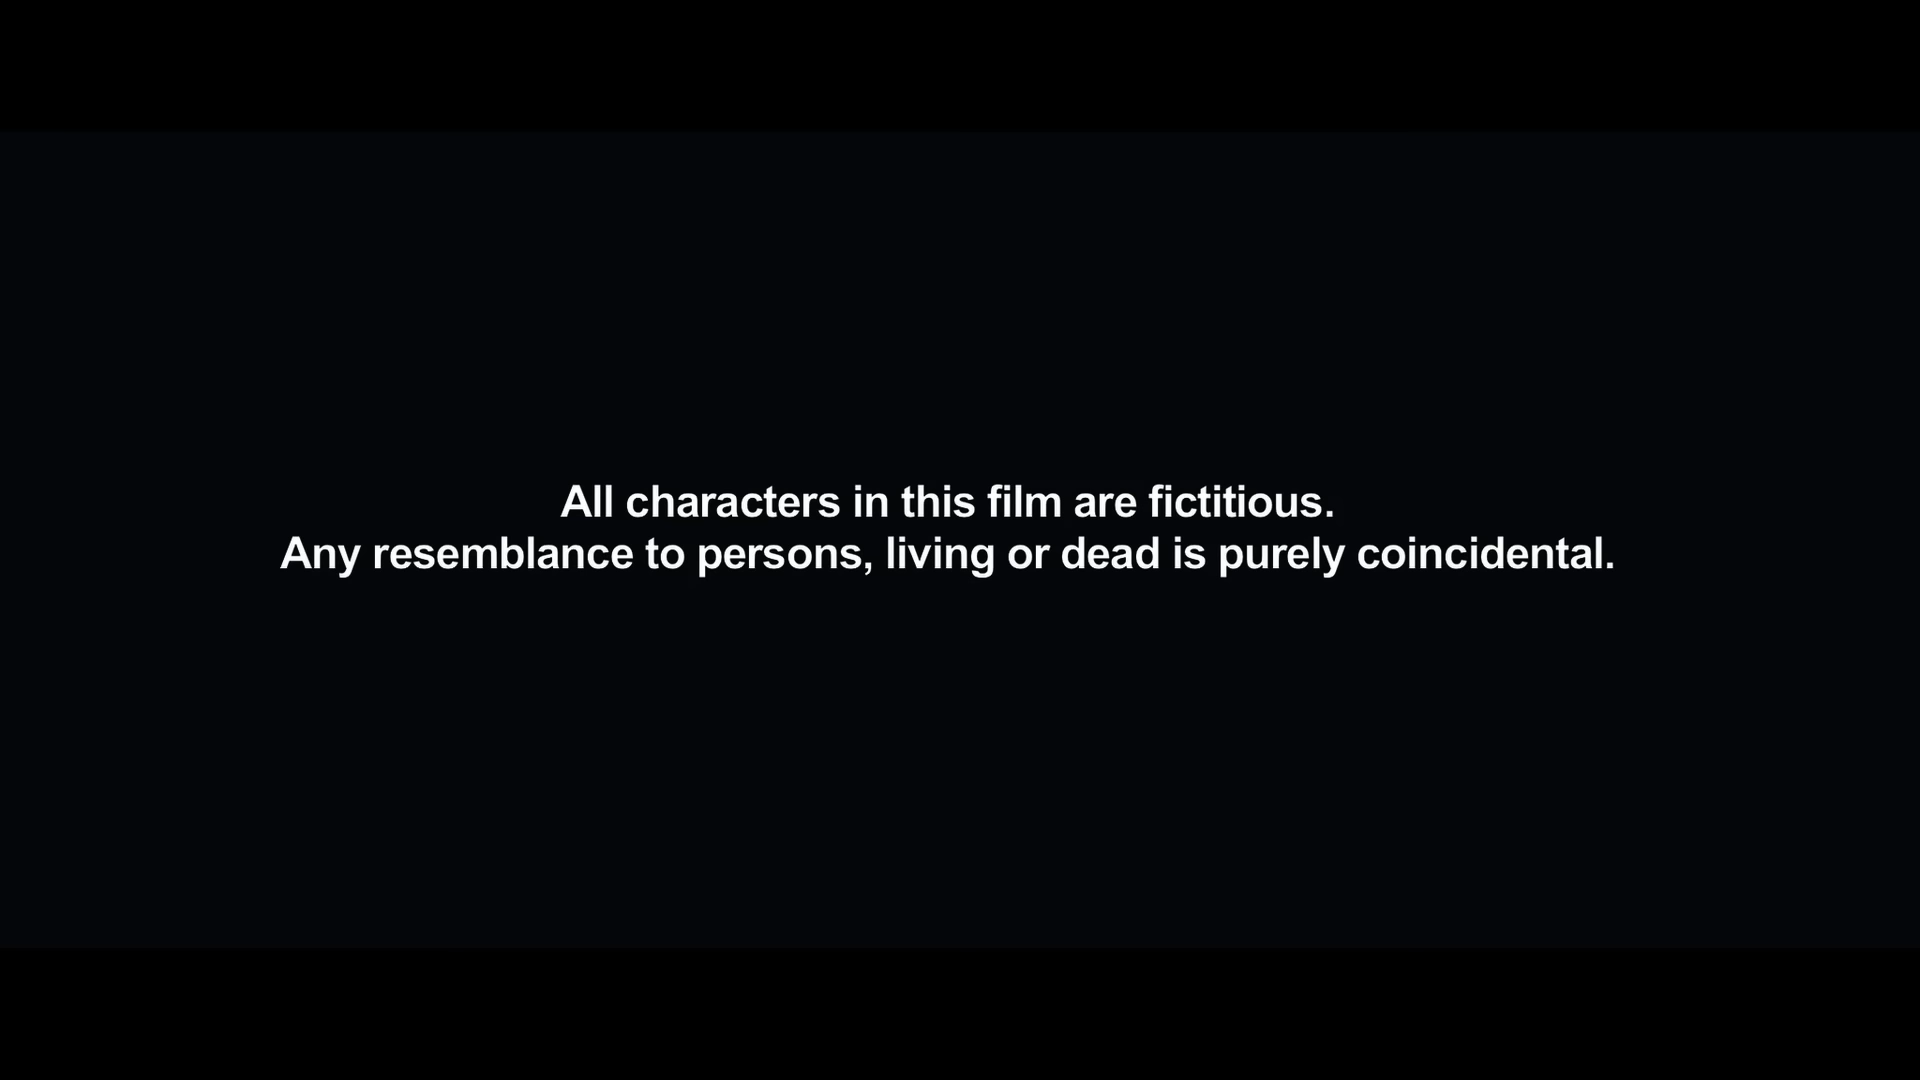 All characters in this film are fictitious.
Any resemblance to persons, living or dead is purely coincidental.